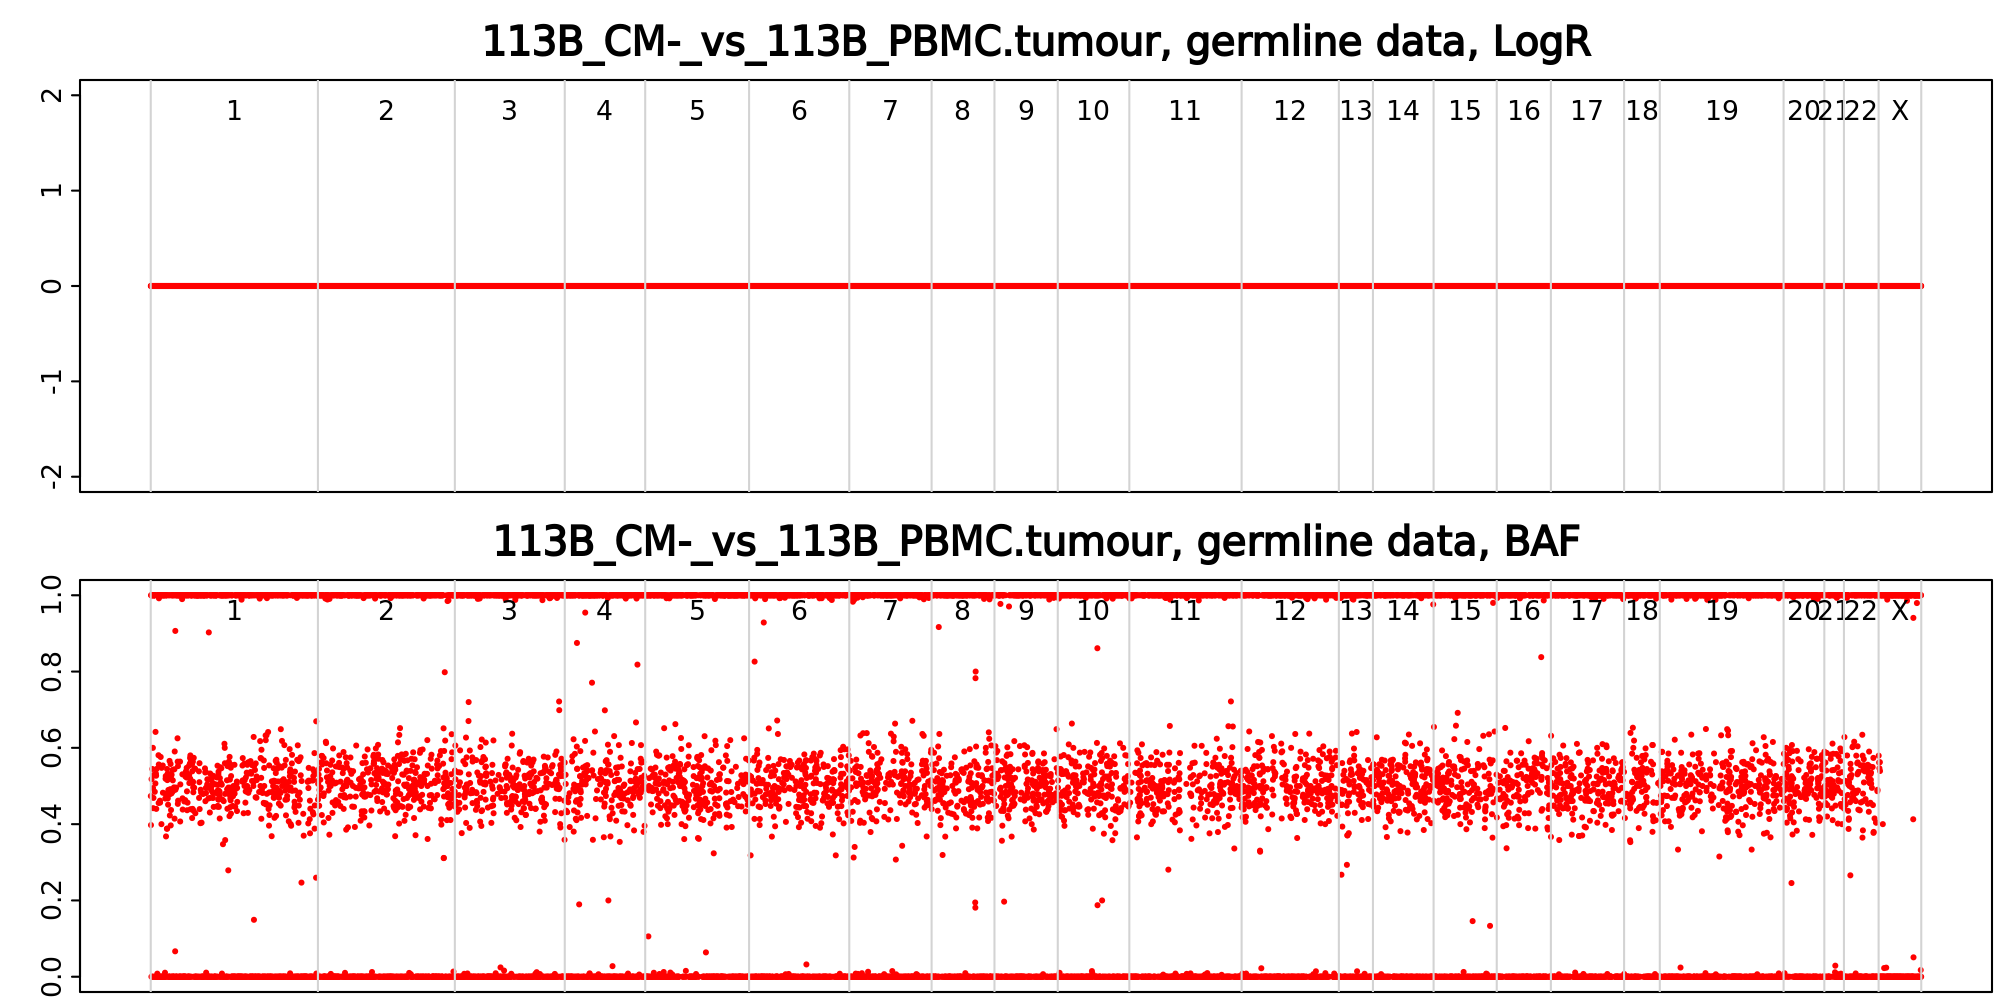 113B_CM-_vs_113B_PBMC.tumour, germline data, LogR
2
1 2 3 4 5 6 7 8 9 10 11 12 13 14 15 16 17 18 19 20 21 22 X
1
0
-1
-2
113B_CM-_vs_113B_PBMC.tumour, germline data, BAF
1.0
1 2 3 4 5 6 7 8 9 10 11 12 13 14 15 16 17 18 19 20 21 22 X
0.8
0.6
0.4
0.2
0.0